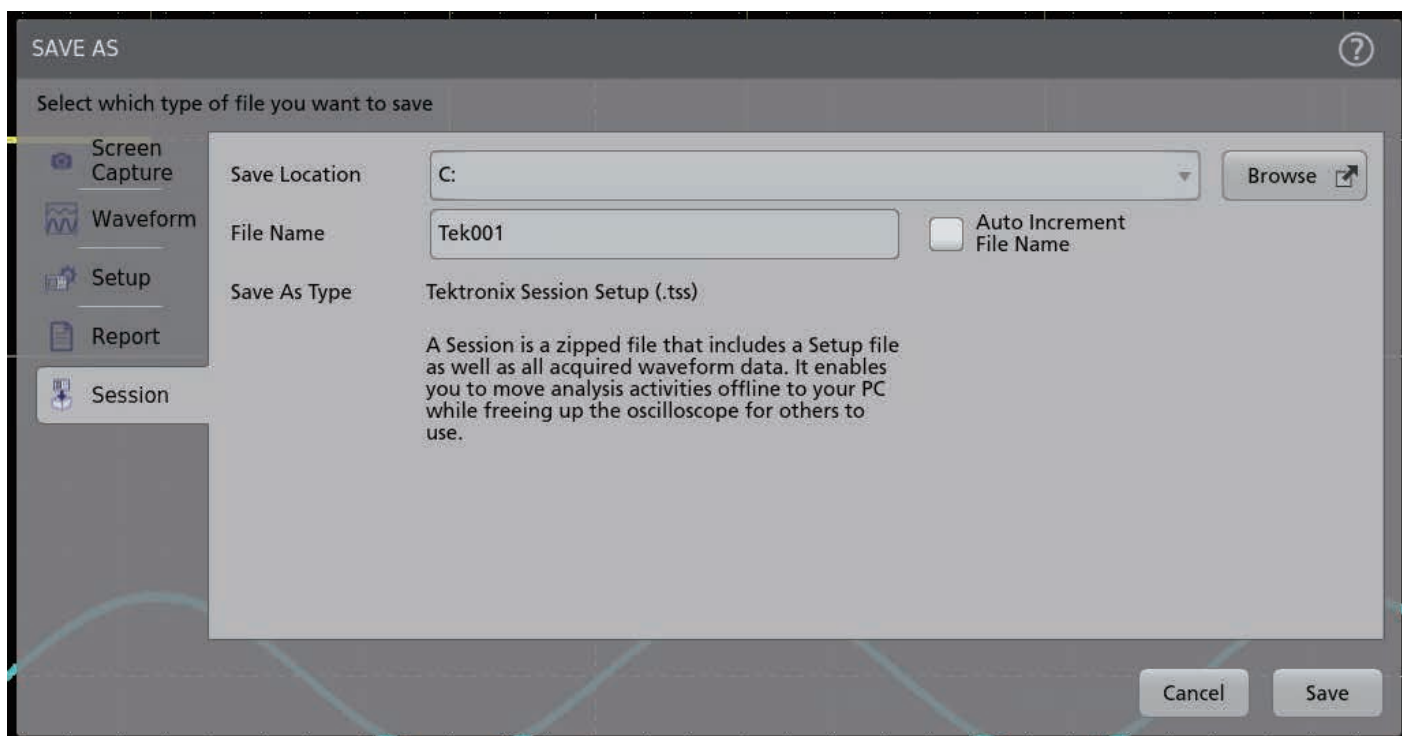 SAVE AS
?
Select which type of file you want to save
Screen
Capture
Waveform
Setup
Report
Session
Save Location
C:
Browse
File Name
Tek001
Auto Increment
File Name
Save As Type
Tektronix Session Setup (.tss)
A Session is a zipped file that includes a Setup file
as well as all acquired waveform data. It enables
you to move analysis activities offline to your PC
while freeing up the oscilloscope for others to
use.
Cancel
Save